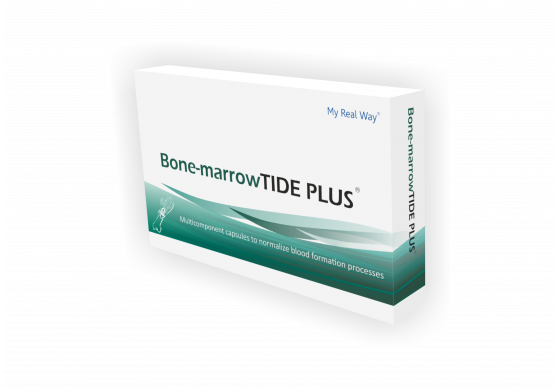 My Real Way®
Bone-marrowTIDE PLUS®
Multicomponent capsules to normalize blood formation processes
Bone-marrowTIDE PLUS®